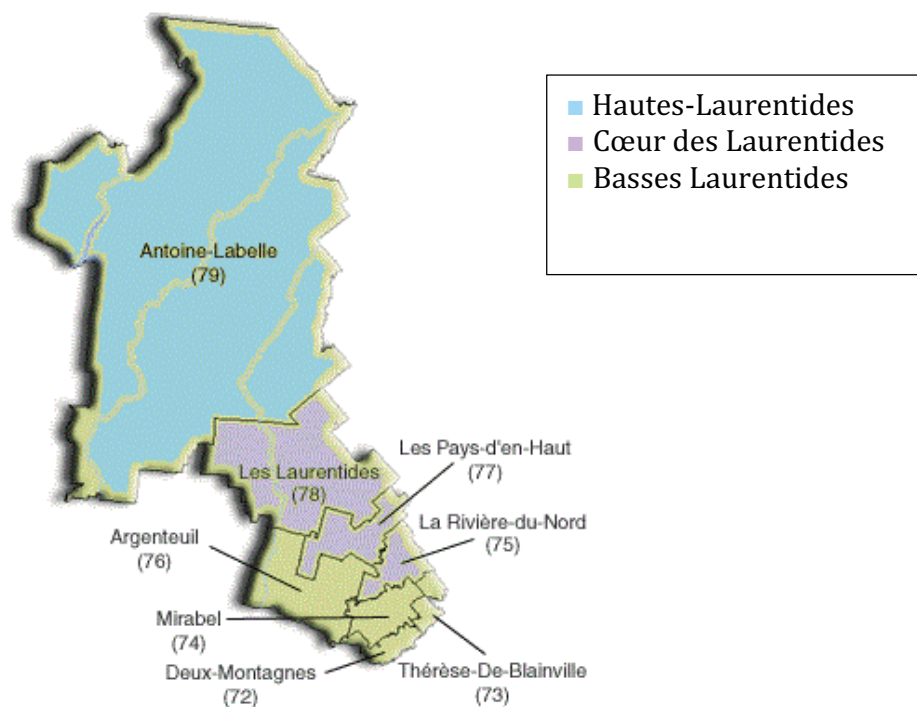 Hautes-Laurentides
Cœur des Laurentides
Basses Laurentides
Antoine-Labelle
(79)
Les Pays-d'en-Haut
(77)
Les Laurentides
(78)
La Rivière-du-Nord
(75)
Argenteuil
(76)
Mirabel
(74)
Deux-Montagnes
(72)
Thérèse-De-Blainville
(73)